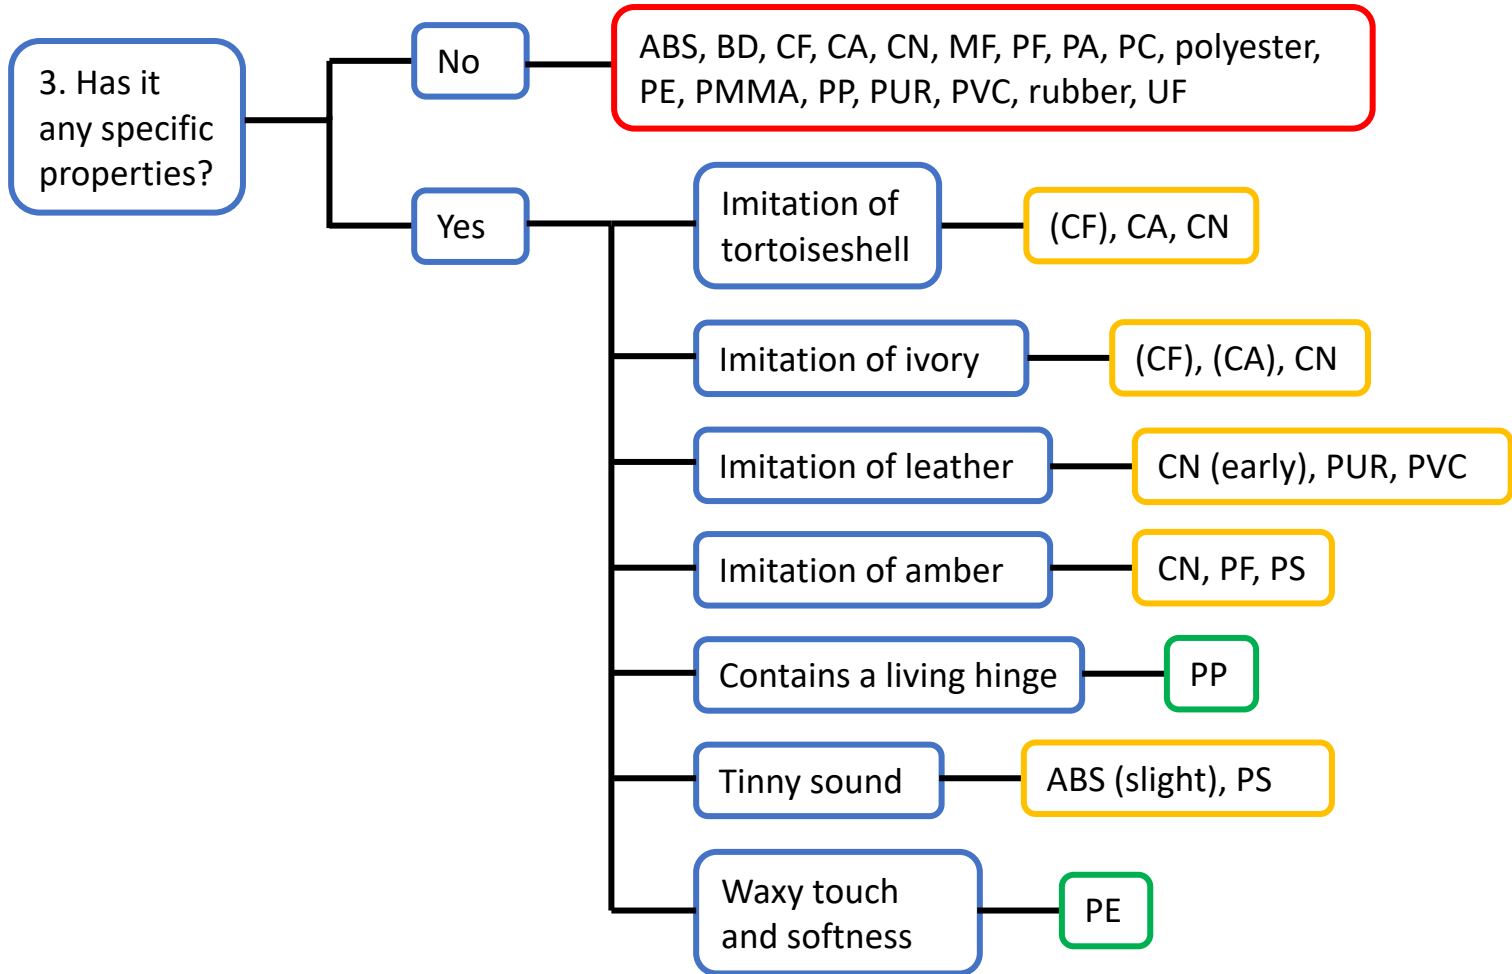 3. Has it
any specific
properties?
No
ABS, BD, CF, CA, CN, MF, PF, PA, PC, polyester,
PE, PMMA, PP, PUR, PVC, rubber, UF
Yes
Imitation of
tortoiseshell
(CF), CA, CN
Imitation of ivory
(CF), (CA), CN
Imitation of leather
CN (early), PUR, PVC
Imitation of amber
CN, PF, PS
Contains a living hinge
PP
Tinny sound
ABS (slight), PS
Waxy touch
and softness
PE